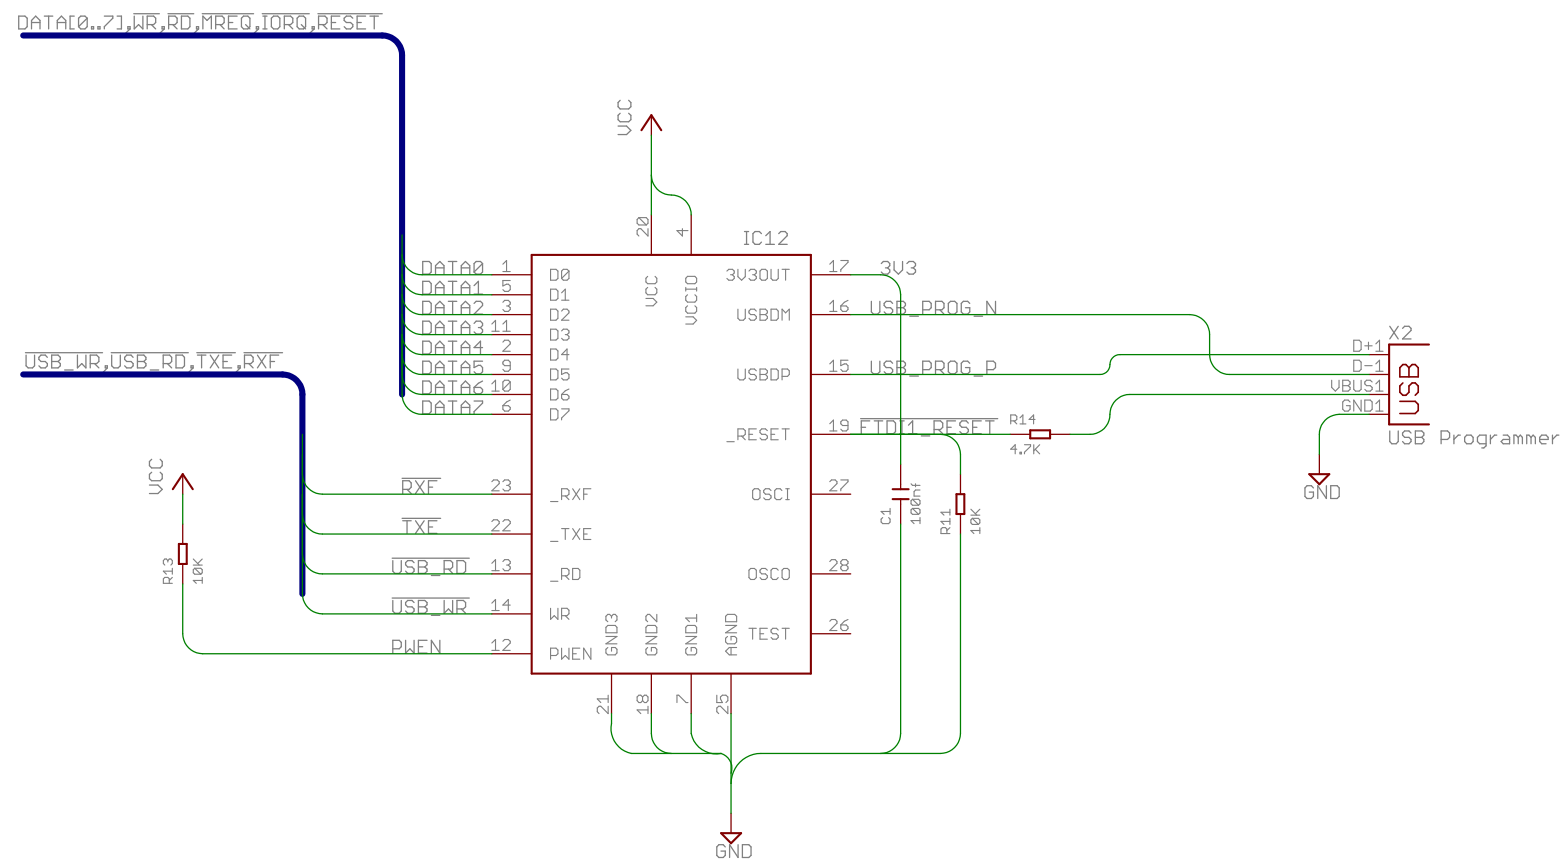 DATA[0..7],WR,RD,MREQ,IORQ,RESET
VCC
20
4
IC12
DATA0 1 D0
DATA1 5 D1
DATA2 3 D2
DATA3 11 D3
DATA4 2 D4
DATA5 9 D5
DATA6 10 D6
DATA7 6 D7
VCC
VCCIO
3V3OUT 17 3V3
USBDM 16 USB_PROG_N
USBDP 15 USB_PROG_P
_RESET 19 FTDI1_RESET
R14
4.7K
X2
D+1
D-1
VBUS1
GND1
USB
USB Programmer
GND
USB_WR,USB_RD,TXE,RXF
VCC
R13
10K
RXF 23 _RXF
TXE 22 _TXE
USB_RD 13 _RD
USB_WR 14 WR
PWEN 12 PWEN
OSCI 27
OSCO 28
TEST 26
C1
100nf
R11
10K
GND3
GND2
GND1
AGND
21
18
7
25
GND